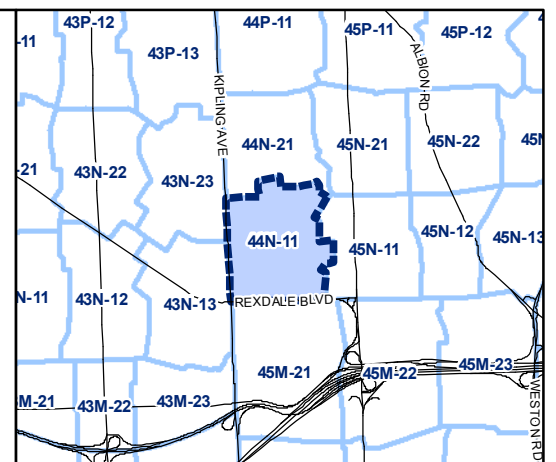 43P-12
44P-11
45P-11
45P-12
4
-11
43P-13
ALBION RD
KIPLING AVE
44N-21
45N-21
45N-22
45N
-21
43N-22
43N-23
44N-11
45N-11
45N-12
45N-13
N-11
43N-12
43N-13
REXDALE BLVD
45M-21
45M-22
45M-23
M-21
43M-22
43M-23
WESTON RD